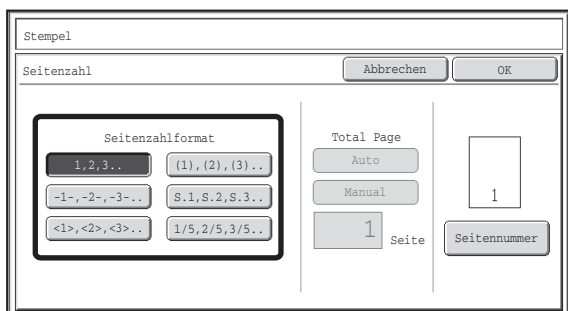 Stempel
Seitenzahl
Abbrechen
OK
Seitenzahlformat
1,2,3..
(1),(2),(3)..
-1-,-2-,-3-..
S.1,S.2,S.3..
<1>,<2>,<3>..
1/5,2/5,3/5..
Total Page
Auto
Manual
1 Seite
1
Seitennummer